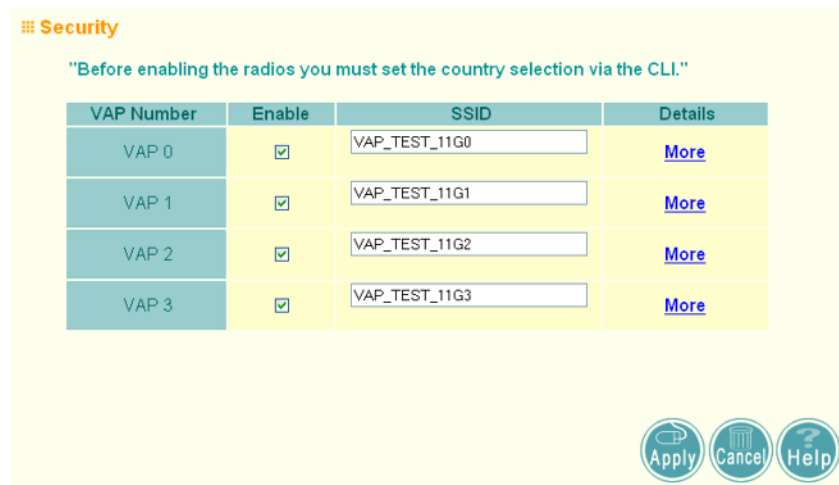 Security
"Before enabling the radios you must set the country selection via the CLI."
VAP Number Enable SSID Details
VAP 0 VAP_TEST_11G0 More
VAP 1 VAP_TEST_11G1 More
VAP 2 VAP_TEST_11G2 More
VAP 3 VAP_TEST_11G3 More
Apply Cancel Help